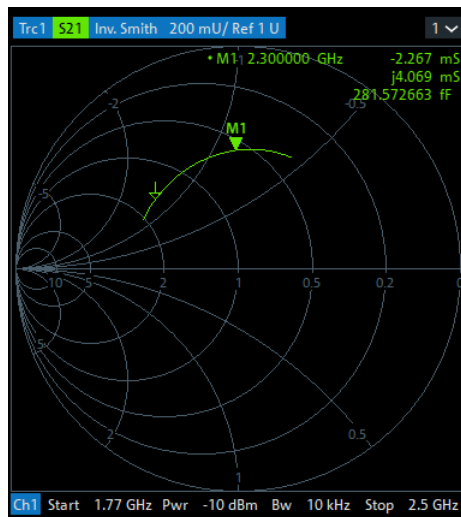 Trc1 S21 Inv. Smith 200 mU/ Ref 1 U 1
• M1 2.300000 GHz -2.267 mS
j4.069 mS
281.572663 fF
-1
-2
-0.5
M1
-5
10 5 2 1 0.5 0.2 0
5
2
0.5
1
Ch1 Start 1.77 GHz Pwr -10 dBm Bw 10 kHz Stop 2.5 GHz